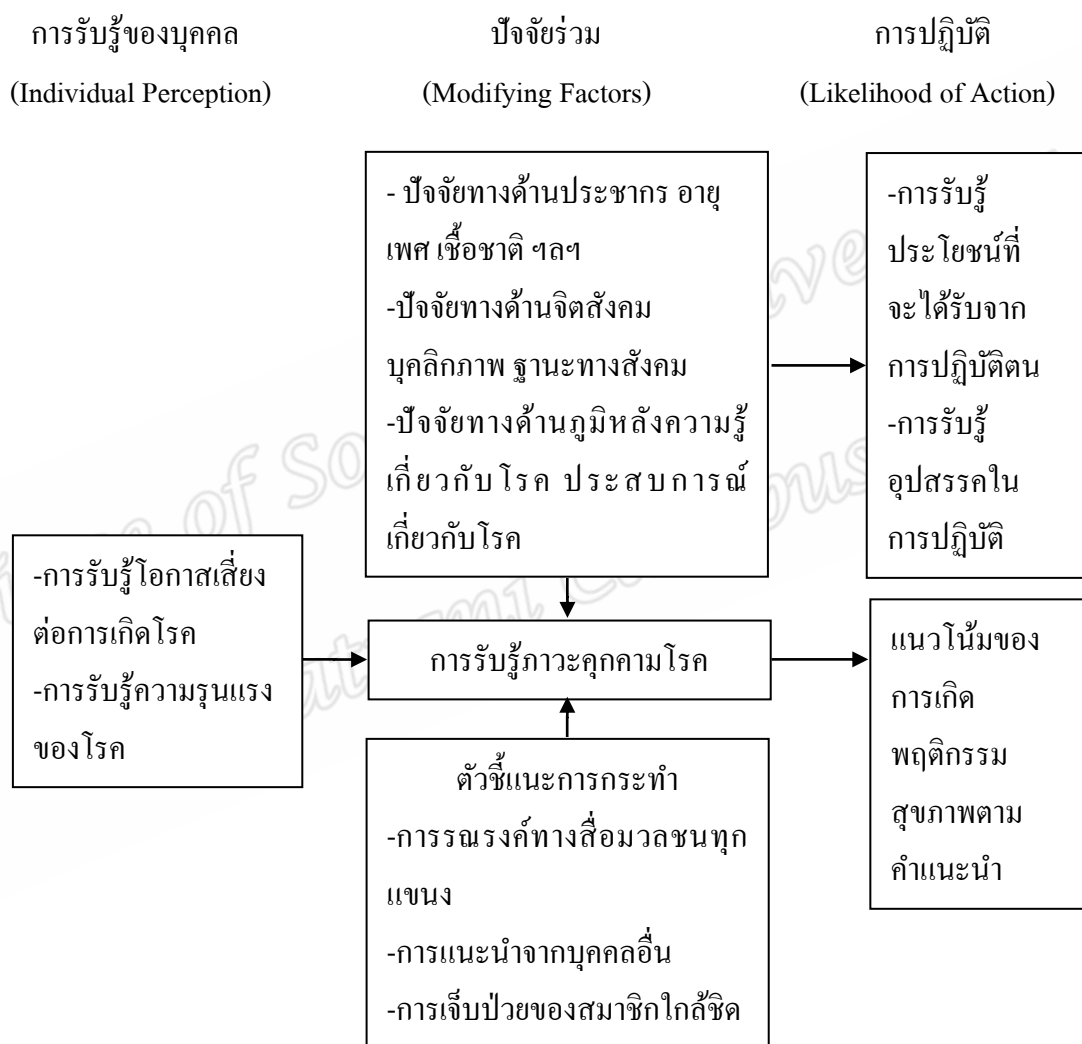 การรับรู้ของบุคคล
(Individual Perception)
ปัจจัยร่วม
(Modifying Factors)
การปฏิบัติ
(Likelihood of Action)
- ปัจจัยทางด้านประชากร อายุ
เพศ เชื้อชาติ ฯลฯ
-ปัจจัยทางด้านจิตสังคม
บุคลิกภาพ ฐานะทางสังคม
-ปัจจัยทางด้านภูมิหลังความรู้
เกี่ยวกับโรค ประสบการณ์
เกี่ยวกับโรค
-การรับรู้
ประโยชน์ที่
จะได้รับจาก
การปฏิบัติตน
-การรับรู้
อุปสรรคใน
การปฏิบัติ
-การรับรู้โอกาสเสี่ยง
ต่อการเกิดโรค
-การรับรู้ความรุนแรง
ของโรค
การรับรู้ภาวะคุกคามโรค
แนวโน้มของ
การเกิด
พฤติกรรม
สุขภาพตาม
คำแนะนำ
ตัวชี้แนะการกระทำ
-การรณรงค์ทางสื่อมวลชนทุก
แขนง
-การแนะนำจากบุคคลอื่น
-การเจ็บป่วยของสมาชิกใกล้ชิด